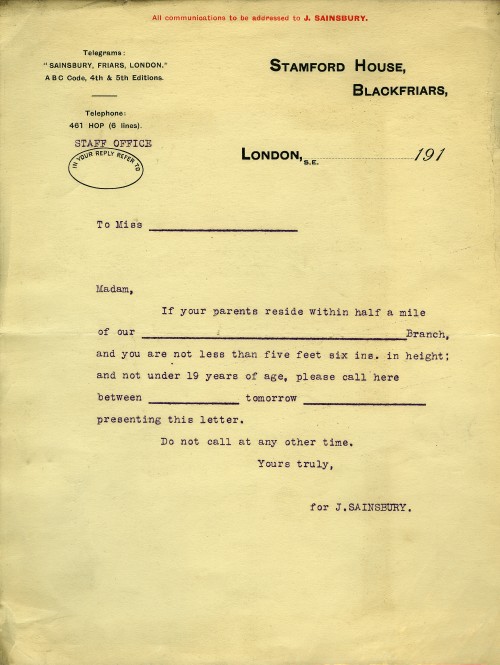 All communications to be addressed to J. SAINSBURY.
Telegrams:
"SAINSBURY, FRIARS, LONDON."
ABC Code, 4th & 5th Editions.
Telephone:
461 HOP (6 lines).
STAFF OFFICE
IN YOUR REPLY REFER TO
STAMFORD HOUSE,
BLACKFRIARS,
LONDON, S.E. 191
To Miss
Madam,
If your parents reside within half a mile
of our Branch,
and you are not less than five feet six ins. in height;
and not under 19 years of age, please call here
between tomorrow
presenting this letter.
Do not call at any other time.
Yours truly,
for J.SAINSBURY.